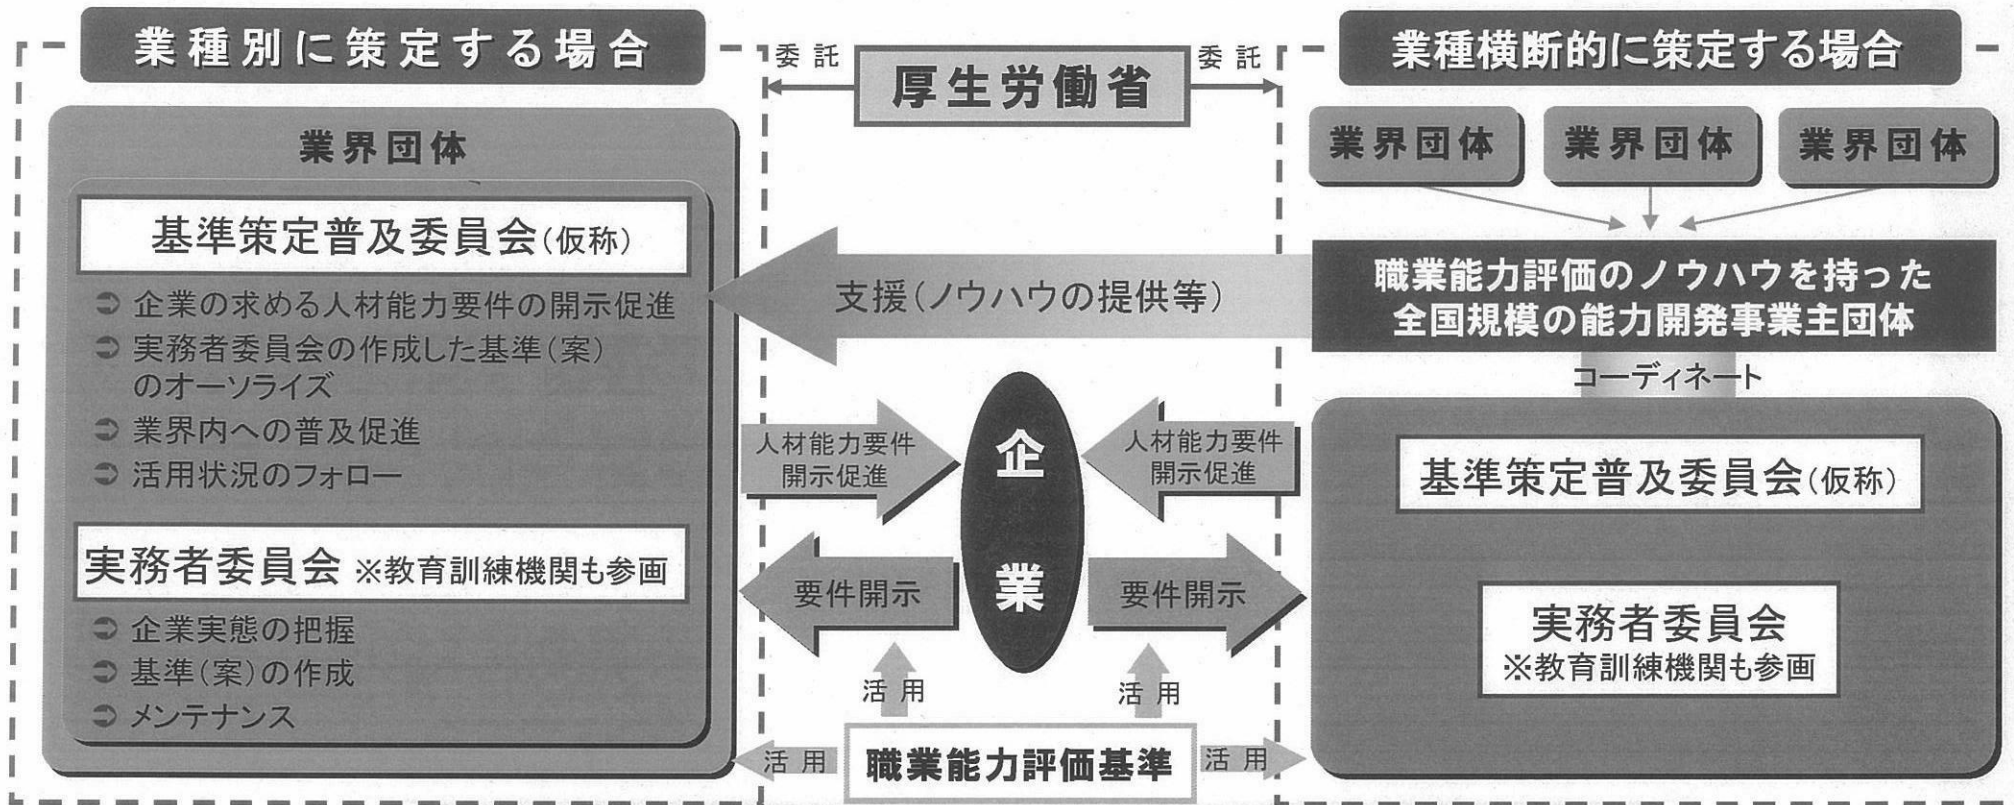 業種別に策定する場合
業界団体
基準策定普及委員会(仮称)
企業の求める人材能力要件の開示促進
実務者委員会の作成した基準(案)
のオーソライズ
業界内への普及促進
活用状況のフォロー
実務者委員会 ※教育訓練機関も参画
企業実態の把握
基準(案)の作成
メンテナンス
委託
厚生労働省
委託
支援(ノウハウの提供等)
人材能力要件
開示促進
企業
人材能力要件
開示促進
要件開示
要件開示
活用
活用
活用
職業能力評価基準
活用
業種横断的に策定する場合
業界団体
業界団体
業界団体
職業能力評価のノウハウを持った
全国規模の能力開発事業主団体
コーディネート
基準策定普及委員会(仮称)
実務者委員会
※教育訓練機関も参画